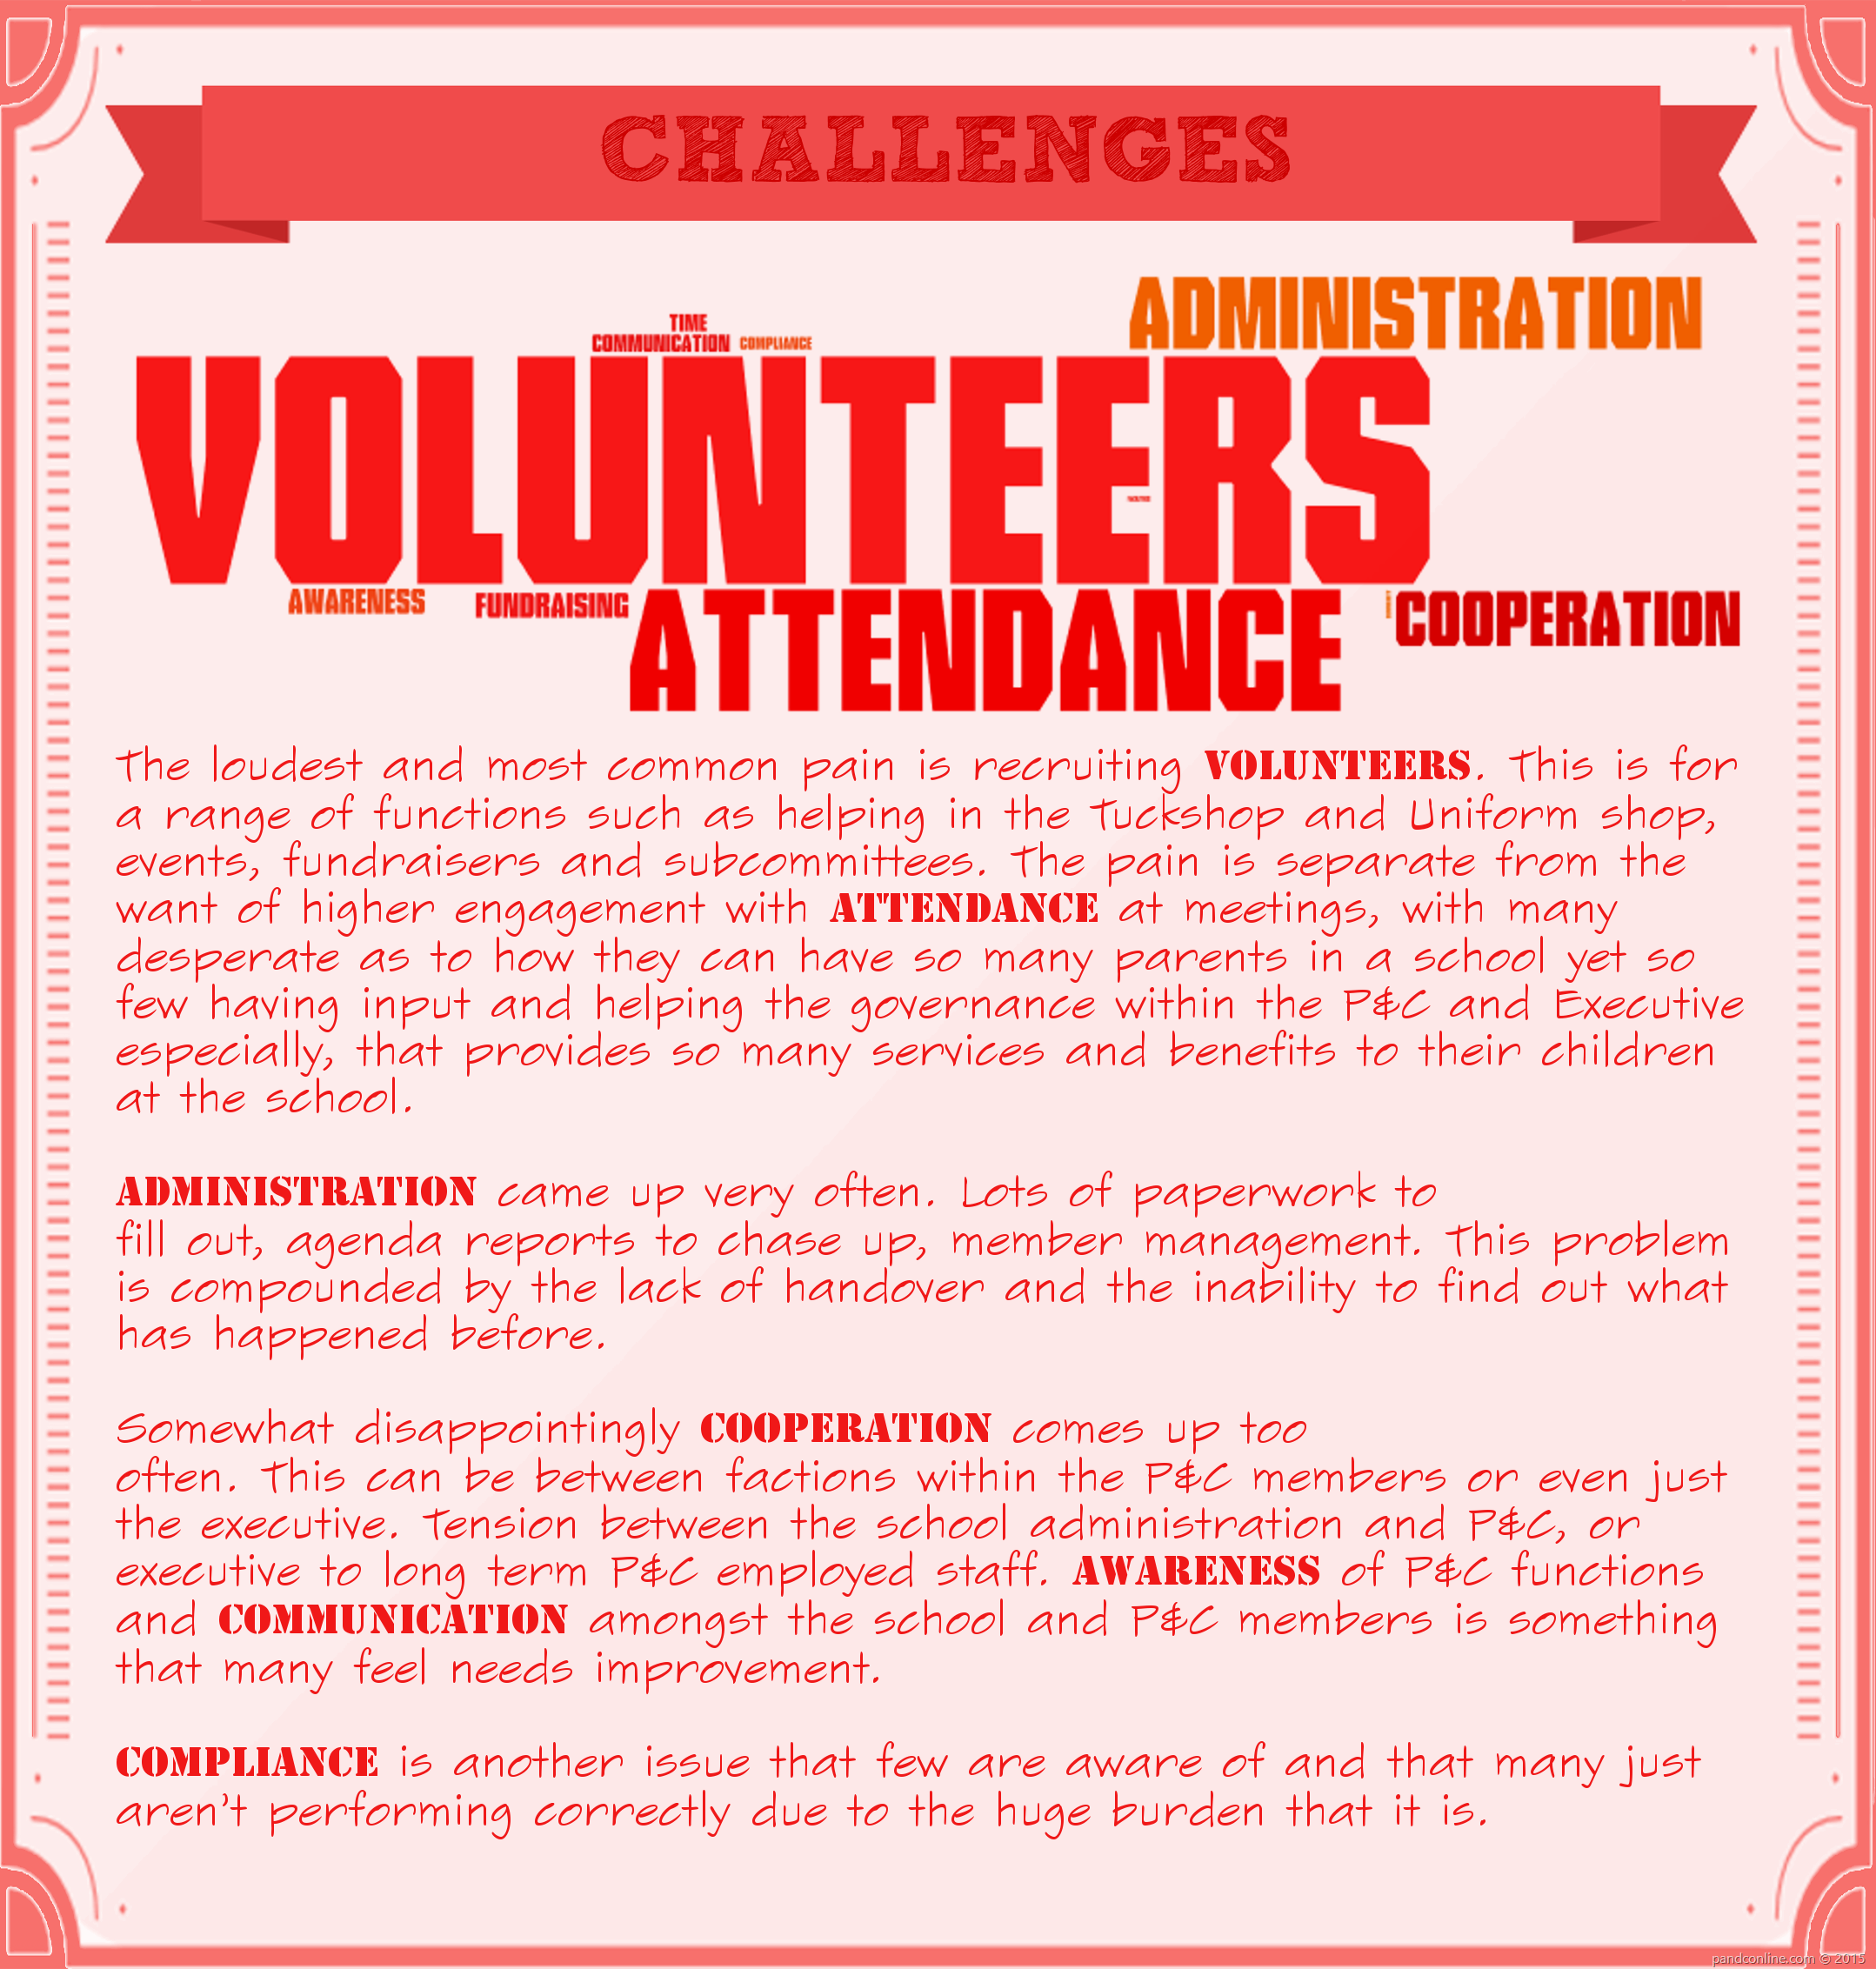 CHALLENGES
ADMINISTRATION
TIME
COMMUNICATION COMPLIANCE
VOLUNTEERS
AWARENESS FUNDRAISING ATTENDANCE COOPERATION
The loudest and most common pain is recruiting VOLUNTEERS. This is for
a range of functions such as helping in the Tuckshop and Uniform shop,
events, fundraisers and subcommittees. The pain is separate from the
want of higher engagement with ATTENDANCE at meetings, with many
desperate as to how they can have so many parents in a school yet so
few having input and helping the governance within the P&C and Executive
especially, that provides so many services and benefits to their children
at the school.
ADMINISTRATION came up very often. Lots of paperwork to
fill out, agenda reports to chase up, member management. This problem
is compounded by the lack of handover and the inability to find out what
has happened before.
Somewhat disappointingly COOPERATION comes up too
often. This can be between factions within the P&C members or even just
the executive. Tension between the school administration and P&C, or
executive to long term P&C employed staff. AWARENESS of P&C functions
and COMMUNICATION amongst the school and P&C members is something
that many feel needs improvement.
COMPLIANCE is another issue that few are aware of and that many just
aren't performing correctly due to the huge burden that it is.
pandconline.com © 2015